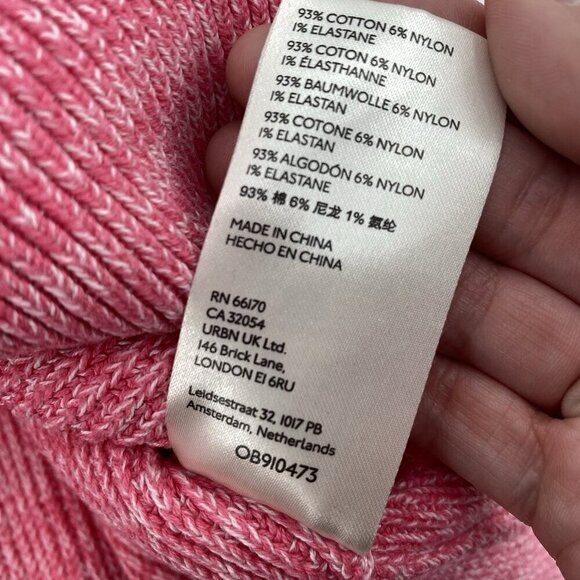 93% COTTON 6% NYLON
1% ELASTANE
93% COTON 6% NYLON
1% ÉLASTHANNE
93% BAUMWOLLE 6% NYLON
1% ELASTAN
93% COTONE 6% NYLON
1% ELASTAN
93% ALGODÓN 6% NYLON
1% ELASTANE
93% 棉 6% 尼龙 1% 氨纶
MADE IN CHINA
HECHO EN CHINA
RN 66170
CA 32054
URBN UK Ltd.
146 Brick Lane,
LONDON E1 6RU
Leidsestraat 32, 1017 PB
Amsterdam, Netherlands
OB910473